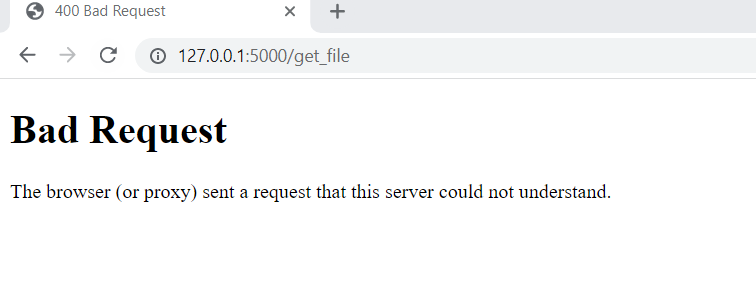 400 Bad Request
127.0.0.1:5000/get_file
Bad Request
The browser (or proxy) sent a request that this server could not understand.